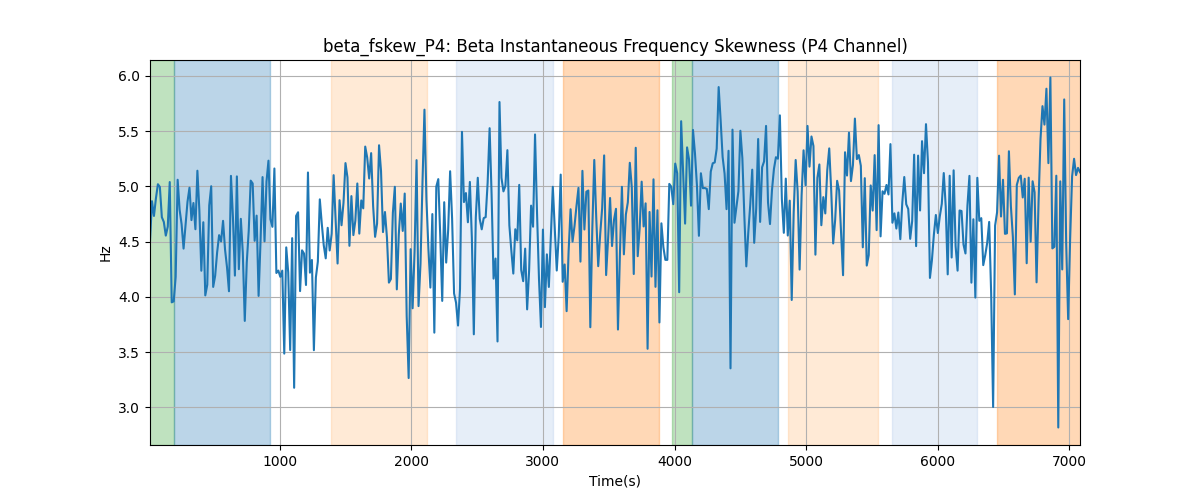 beta_fskew_P4: Beta Instantaneous Frequency Skewness (P4 Channel)
6.0
5.5
5.0
4.5
4.0
3.5
3.0
Hz
1000 2000 3000 4000 5000 6000 7000
Time(s)